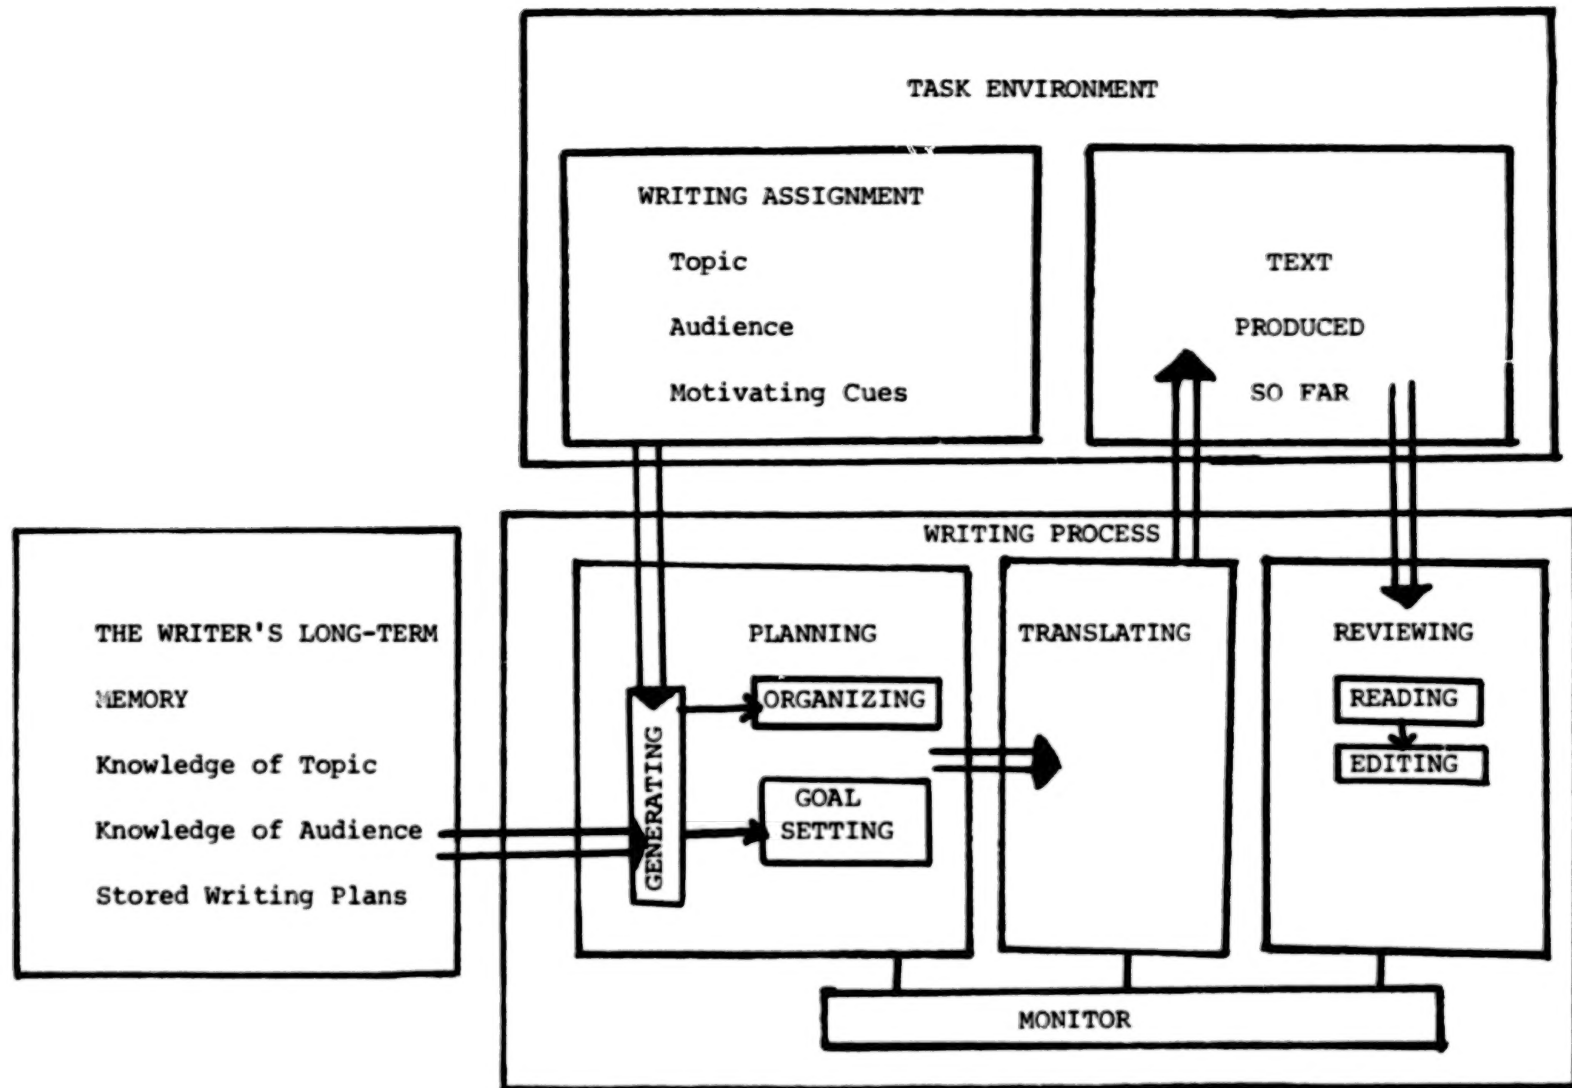 TASK ENVIRONMENT
WRITING ASSIGNMENT
Topic
Audience
Motivating Cues
TEXT
PRODUCED
SO FAR
THE WRITER'S LONG-TERM
MEMORY
Knowledge of Topic
Knowledge of Audience
Stored Writing Plans
WRITING PROCESS
PLANNING
GENERATING
ORGANIZING
GOAL
SETTING
TRANSLATING
REVIEWING
READING
EDITING
MONITOR